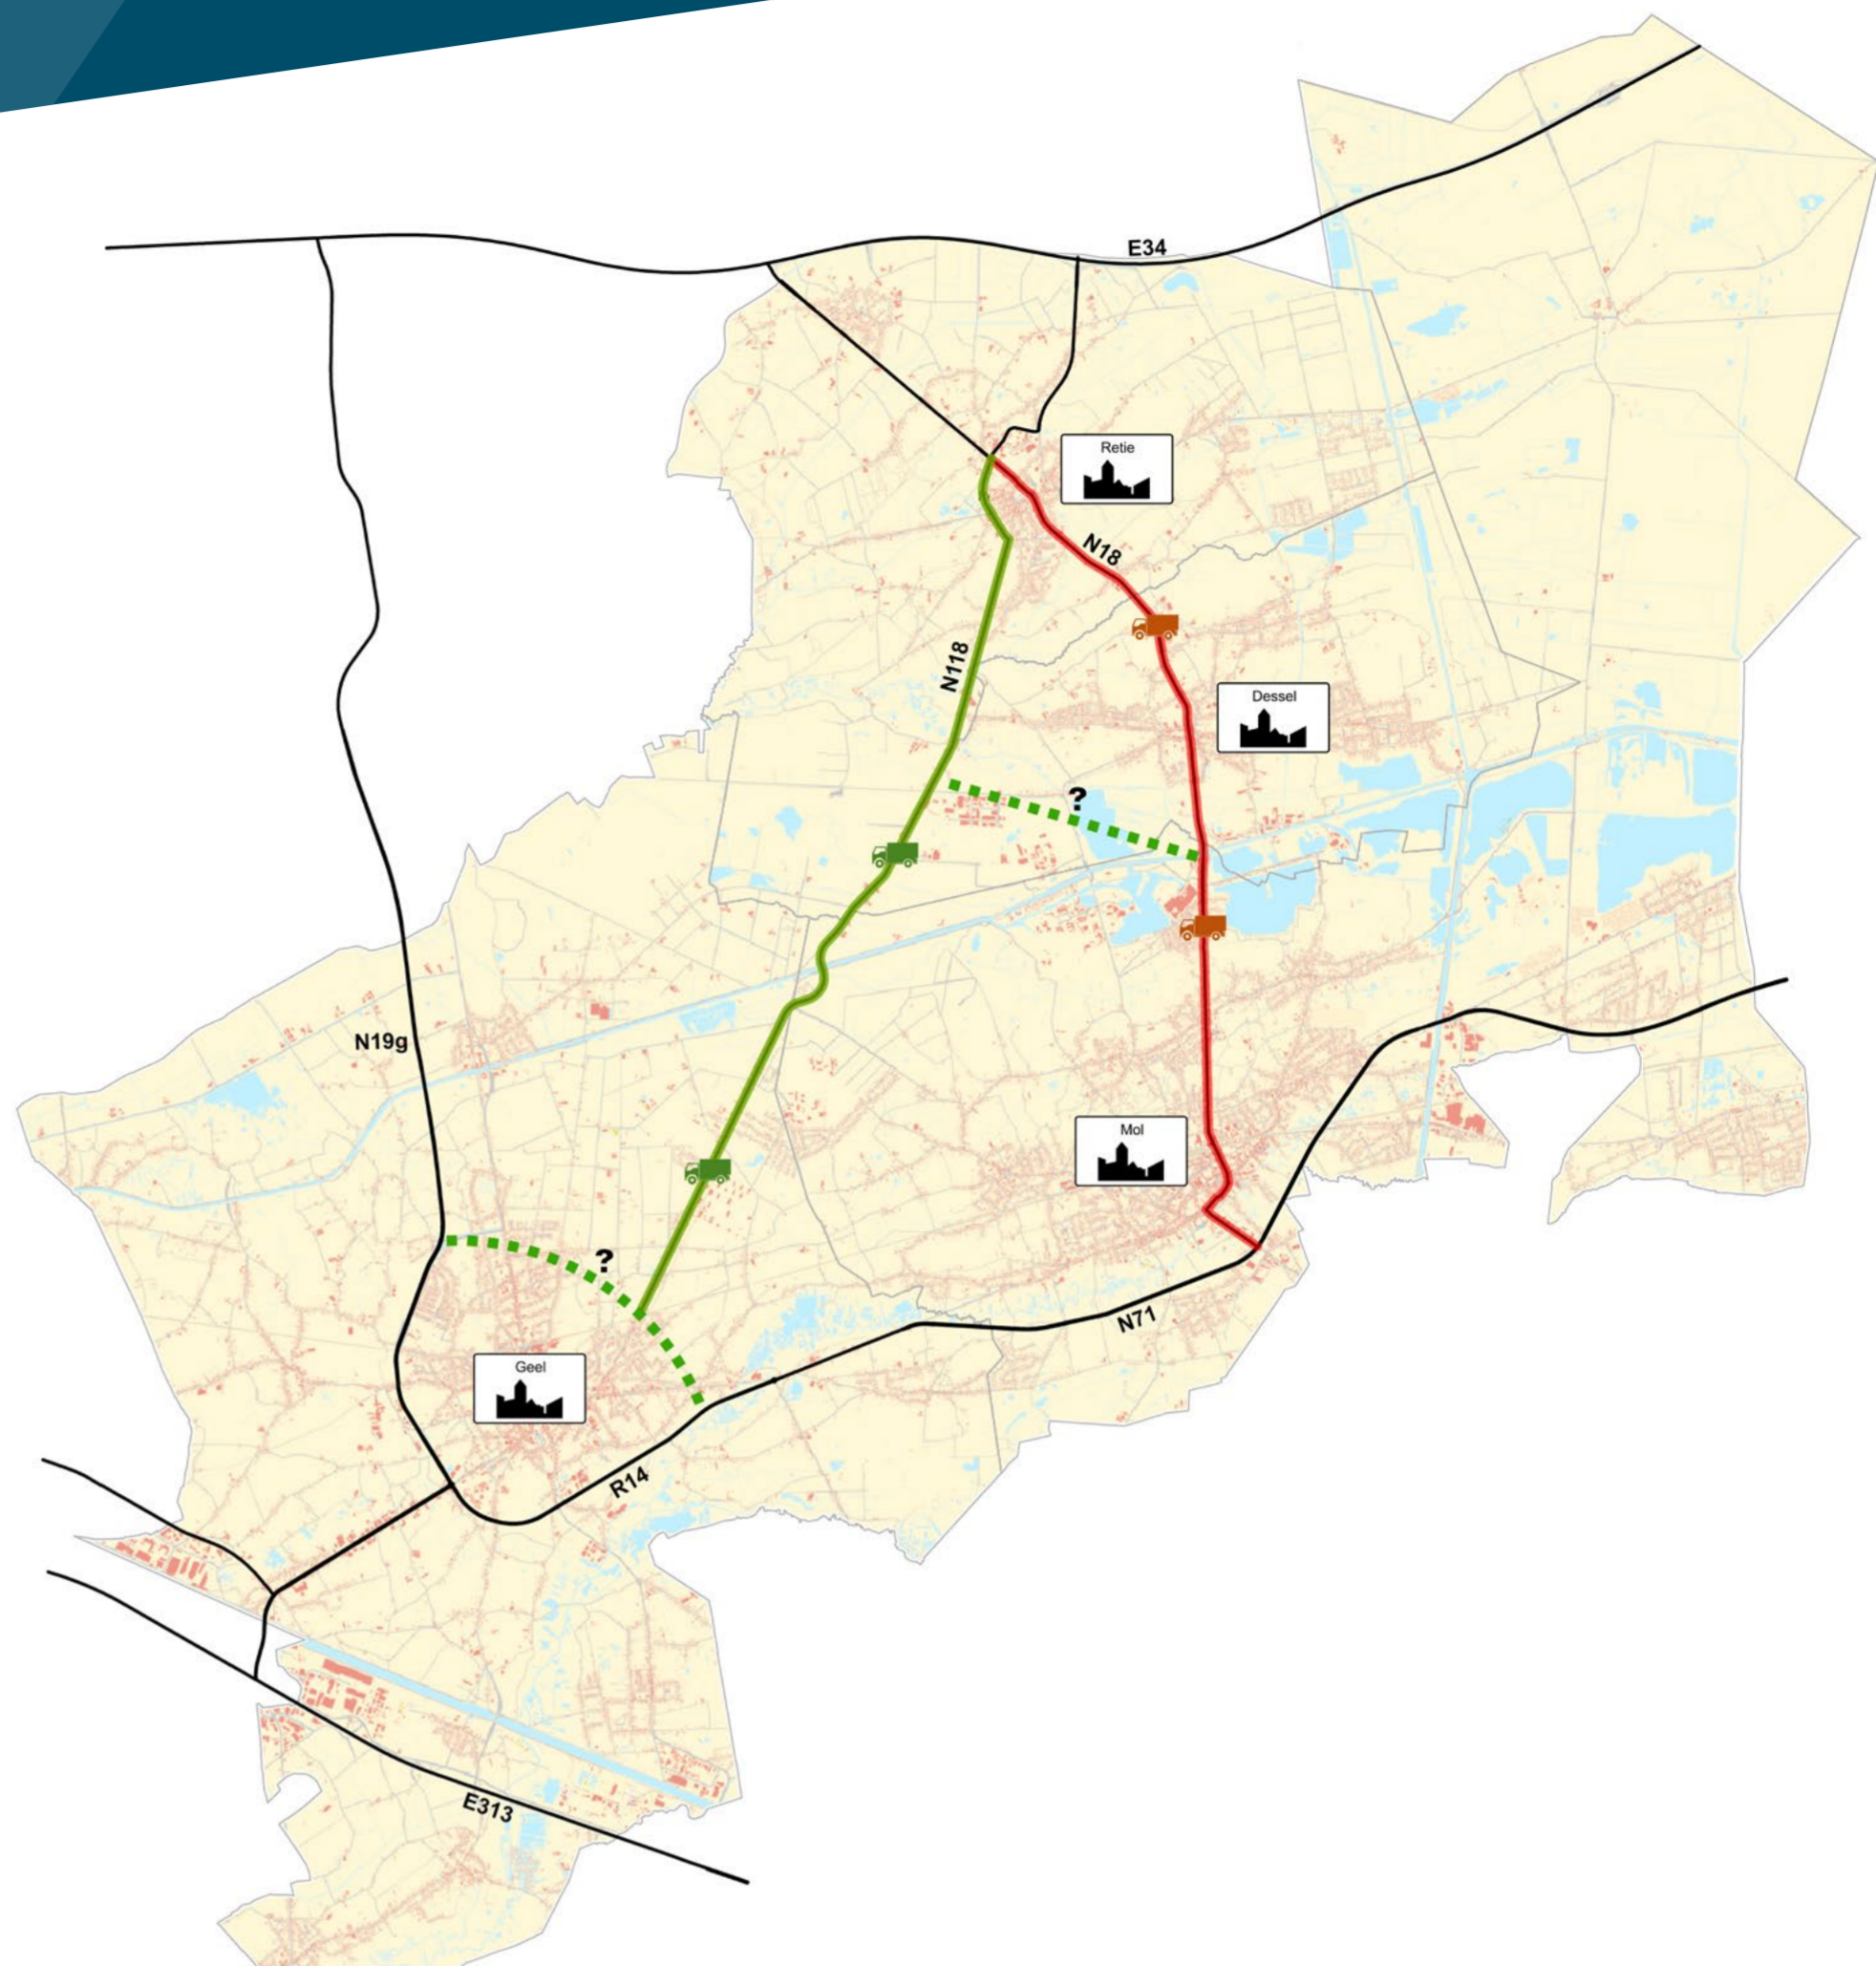 E34
Retie
N18
N118
Dessel
?
N19g
Mol
?
N71
Geel
R14
E313